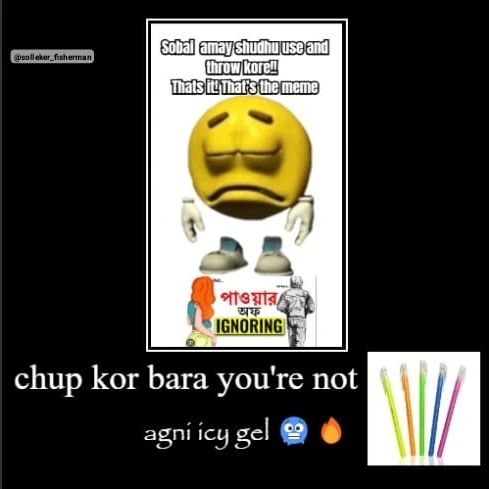 @solleker_fisherman
Sobai amay shudhu use and
throw kore!!
Thats it! That's the meme
পাওয়ার
অফ
IGNORING
chup kor bara you're not
agni icy gel 🥶 🔥